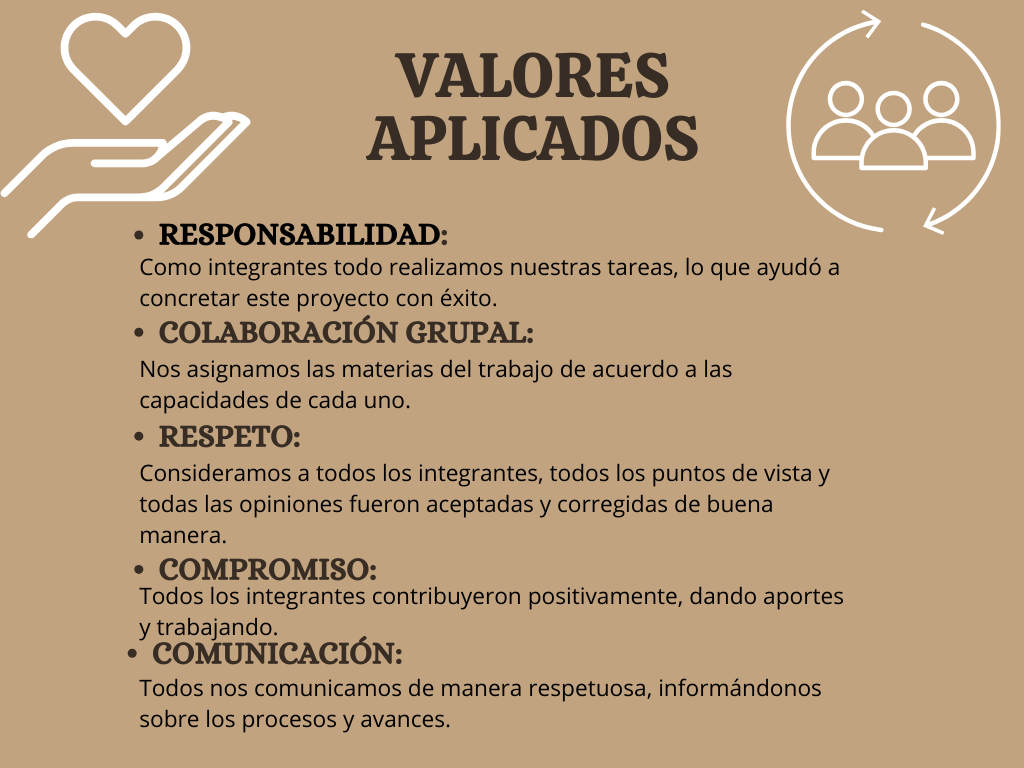 VALORES
APLICADOS
• RESPONSABILIDAD:
Como integrantes todo realizamos nuestras tareas, lo que ayudó a
concretar este proyecto con éxito.
• COLABORACIÓN GRUPAL:
Nos asignamos las materias del trabajo de acuerdo a las
capacidades de cada uno.
• RESPETO:
Consideramos a todos los integrantes, todos los puntos de vista y
todas las opiniones fueron aceptadas y corregidas de buena
manera.
• COMPROMISO:
Todos los integrantes contribuyeron positivamente, dando aportes
y trabajando.
• COMUNICACIÓN:
Todos nos comunicamos de manera respetuosa, informándonos
sobre los procesos y avances.